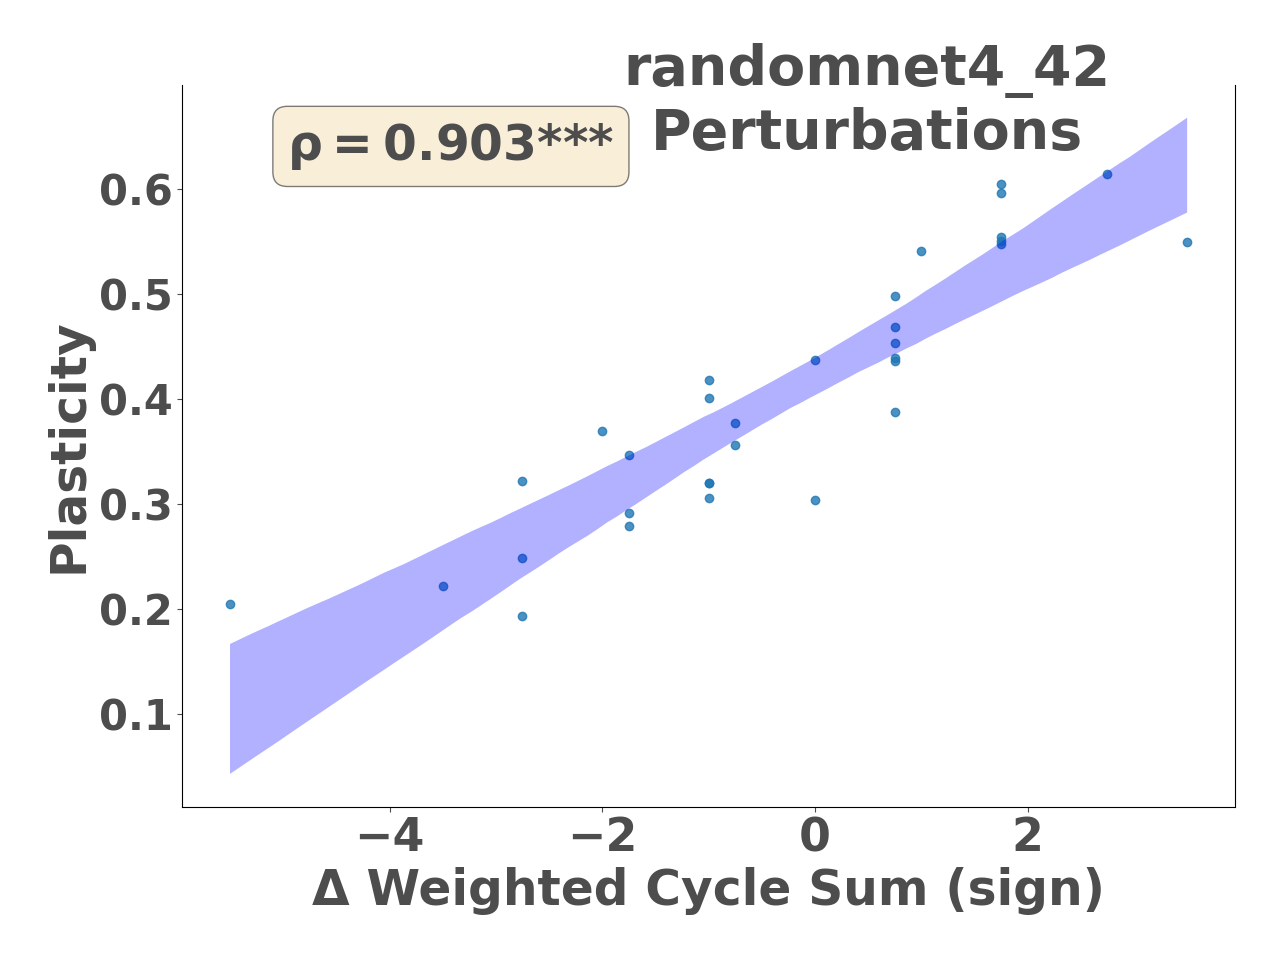 randomnet4_42
Perturbations
ρ = 0.903***
Plasticity
0.6
0.5
0.4
0.3
0.2
0.1
−4 −2 0 2
Δ Weighted Cycle Sum (sign)